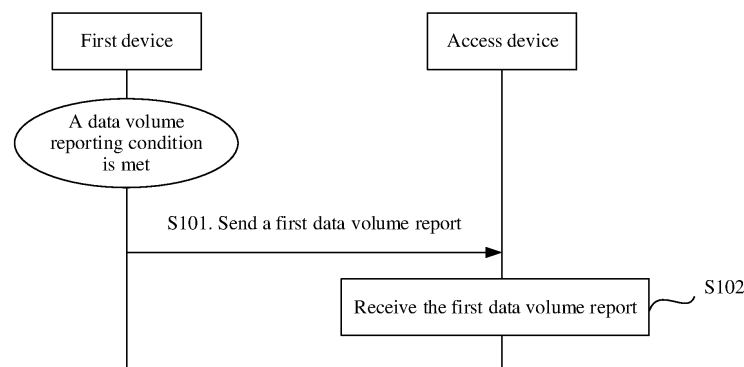 First device
Access device
A data volume
reporting condition
is met
S101. Send a first data volume report
Receive the first data volume report
S102